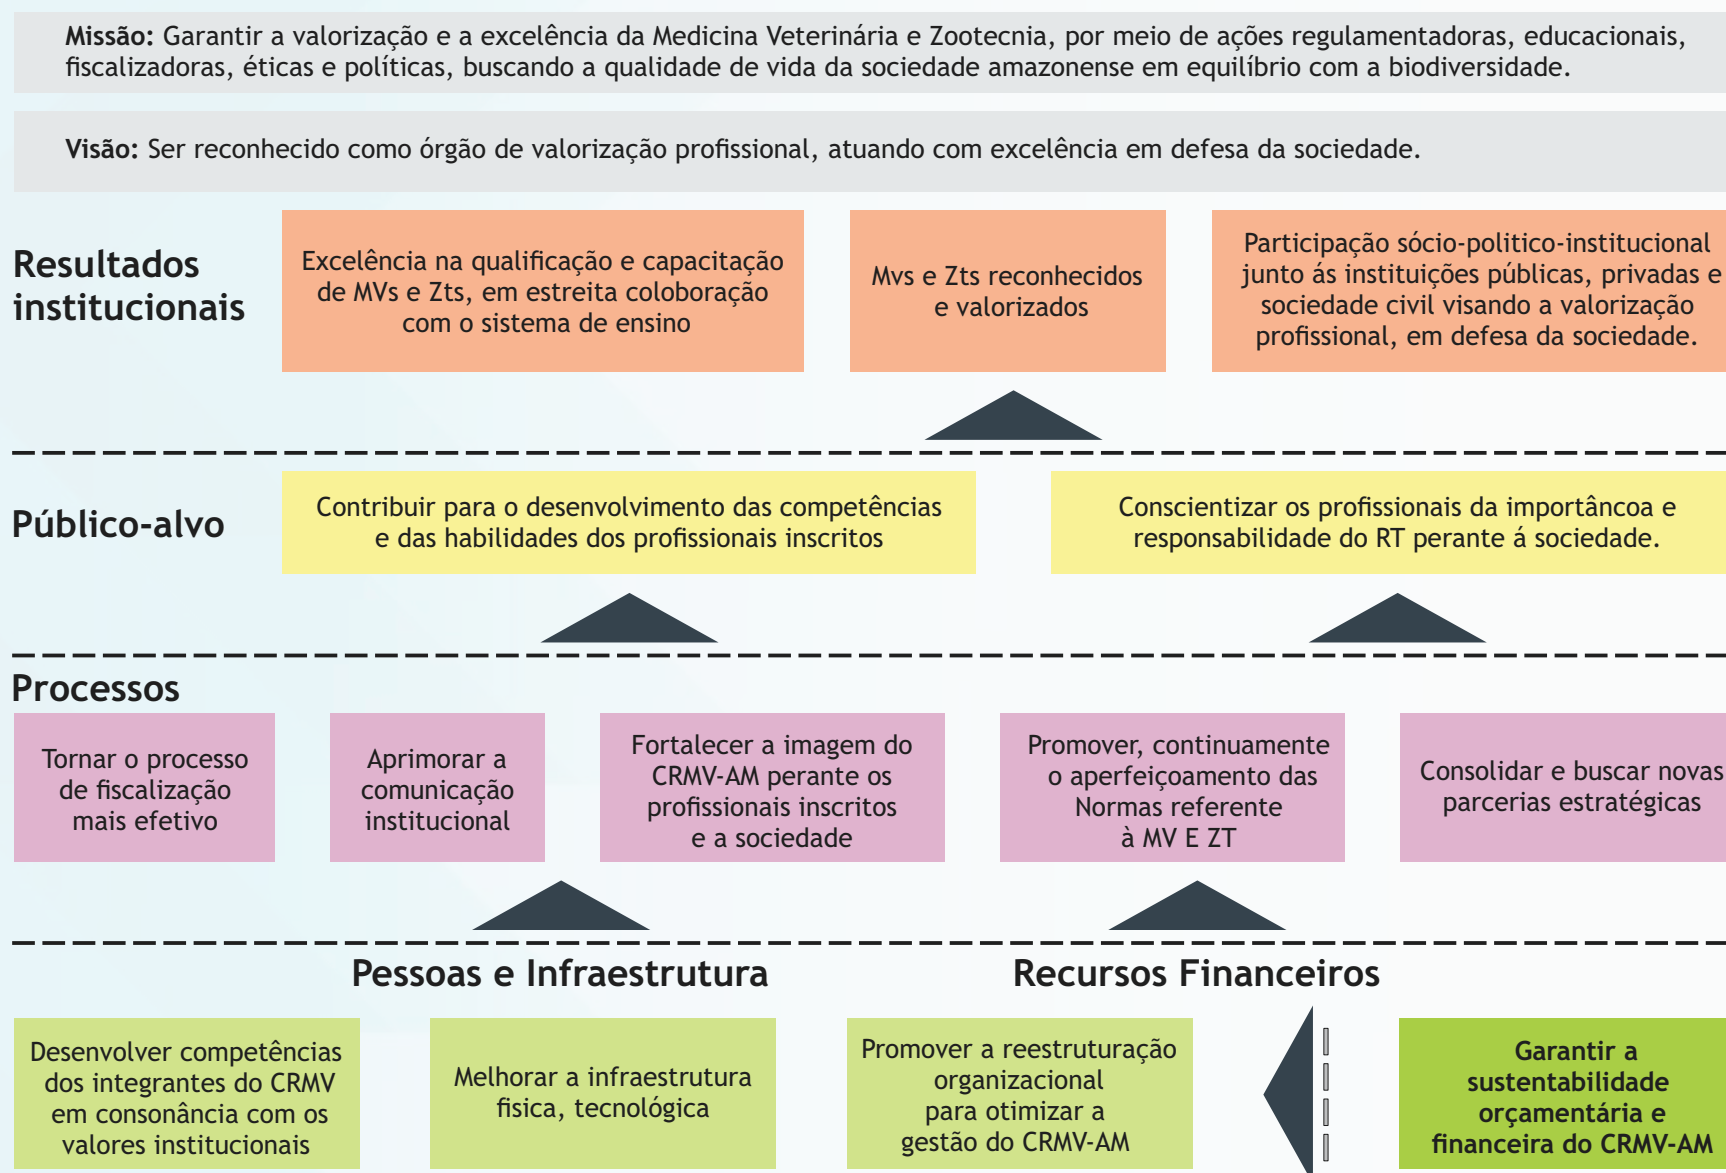 Missão: Garantir a valorização e a excelência da Medicina Veterinária e Zootecnia, por meio de ações regulamentadoras, educacionais,
fiscalizadoras, éticas e políticas, buscando a qualidade de vida da sociedade amazonense em equilíbrio com a biodiversidade.
Visão: Ser reconhecido como órgão de valorização profissional, atuando com excelência em defesa da sociedade.
Resultados
institucionais
Excelência na qualificação e capacitação
de MVs e Zts, em estreita coloboração
com o sistema de ensino
Mvs e Zts reconhecidos
e valorizados
Participação sócio-politico-institucional
junto ás instituições públicas, privadas e
sociedade civil visando a valorização
profissional, em defesa da sociedade.
Público-alvo
Contribuir para o desenvolvimento das competências
e das habilidades dos profissionais inscritos
Conscientizar os profissionais da importâncoa e
responsabilidade do RT perante á sociedade.
Processos
Tornar o processo
de fiscalização
mais efetivo
Aprimorar a
comunicação
institucional
Fortalecer a imagem do
CRMV-AM perante os
profissionais inscritos
e a sociedade
Promover, continuamente
o aperfeiçoamento das
Normas referente
à MV E ZT
Consolidar e buscar novas
parcerias estratégicas
Pessoas e Infraestrutura
Recursos Financeiros
Desenvolver competências
dos integrantes do CRMV
em consonância com os
valores institucionais
Melhorar a infraestrutura
fisica, tecnológica
Promover a reestruturação
organizacional
para otimizar a
gestão do CRMV-AM
Garantir a
sustentabilidade
orçamentária e
financeira do CRMV-AM